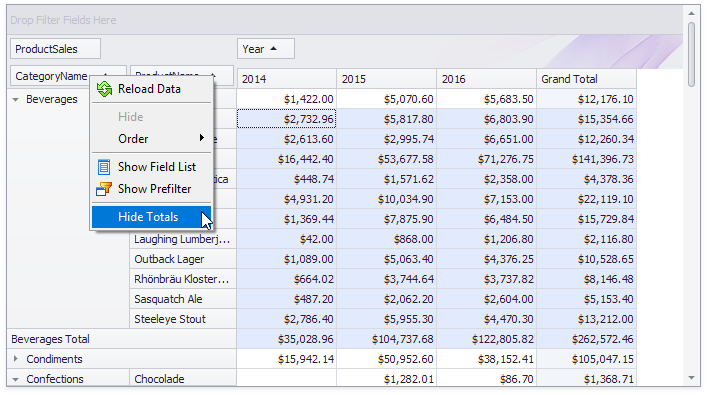 Drop Filter Fields Here
ProductSales
Year
CategoryName ProductName
2014 2015 2016 Grand Total
Reload Data
Hide
Order
Show Field List
Show Prefilter
Hide Totals
Beverages $1,422.00 $5,070.60 $5,683.50 $12,176.10
$2,732.96 $5,817.80 $6,803.90 $15,354.66
$2,613.60 $2,995.74 $6,651.00 $12,260.34
$16,442.40 $53,677.58 $71,276.75 $141,396.73
$448.74 $1,571.62 $2,358.00 $4,378.36
$4,931.20 $10,034.90 $7,153.00 $22,119.10
$1,369.44 $7,875.90 $6,484.50 $15,729.84
Laughing Lumberj... $42.00 $868.00 $1,206.80 $2,116.80
Outback Lager $1,089.00 $5,063.40 $4,376.25 $10,528.65
Rhönbräu Kloster... $664.02 $3,744.64 $3,737.82 $8,146.48
Sasquatch Ale $487.20 $2,062.20 $2,604.00 $5,153.40
Steeleye Stout $2,786.40 $5,955.30 $4,470.30 $13,212.00
Beverages Total $35,028.96 $104,737.68 $122,805.82 $262,572.46
Condiments $15,942.14 $50,952.60 $38,152.41 $105,047.15
Confections Chocolade $1,282.01 $86.70 $1,368.71